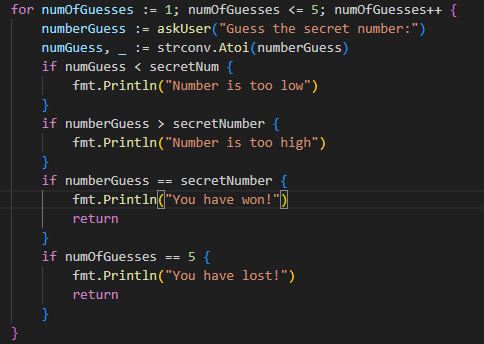 for numOfGuesses := 1; numOfGuesses <= 5; numOfGuesses++ {
    numberGuess := askUser("Guess the secret number:")
    numGuess, _ := strconv.Atoi(numberGuess)
    if numGuess < secretNum {
        fmt.Println("Number is too low")
    }
    if numberGuess > secretNumber {
        fmt.Println("Number is too high")
    }
    if numberGuess == secretNumber {
        fmt.Println("You have won!")
        return
    }
    if numOfGuesses == 5 {
        fmt.Println("You have lost!")
        return
    }
}